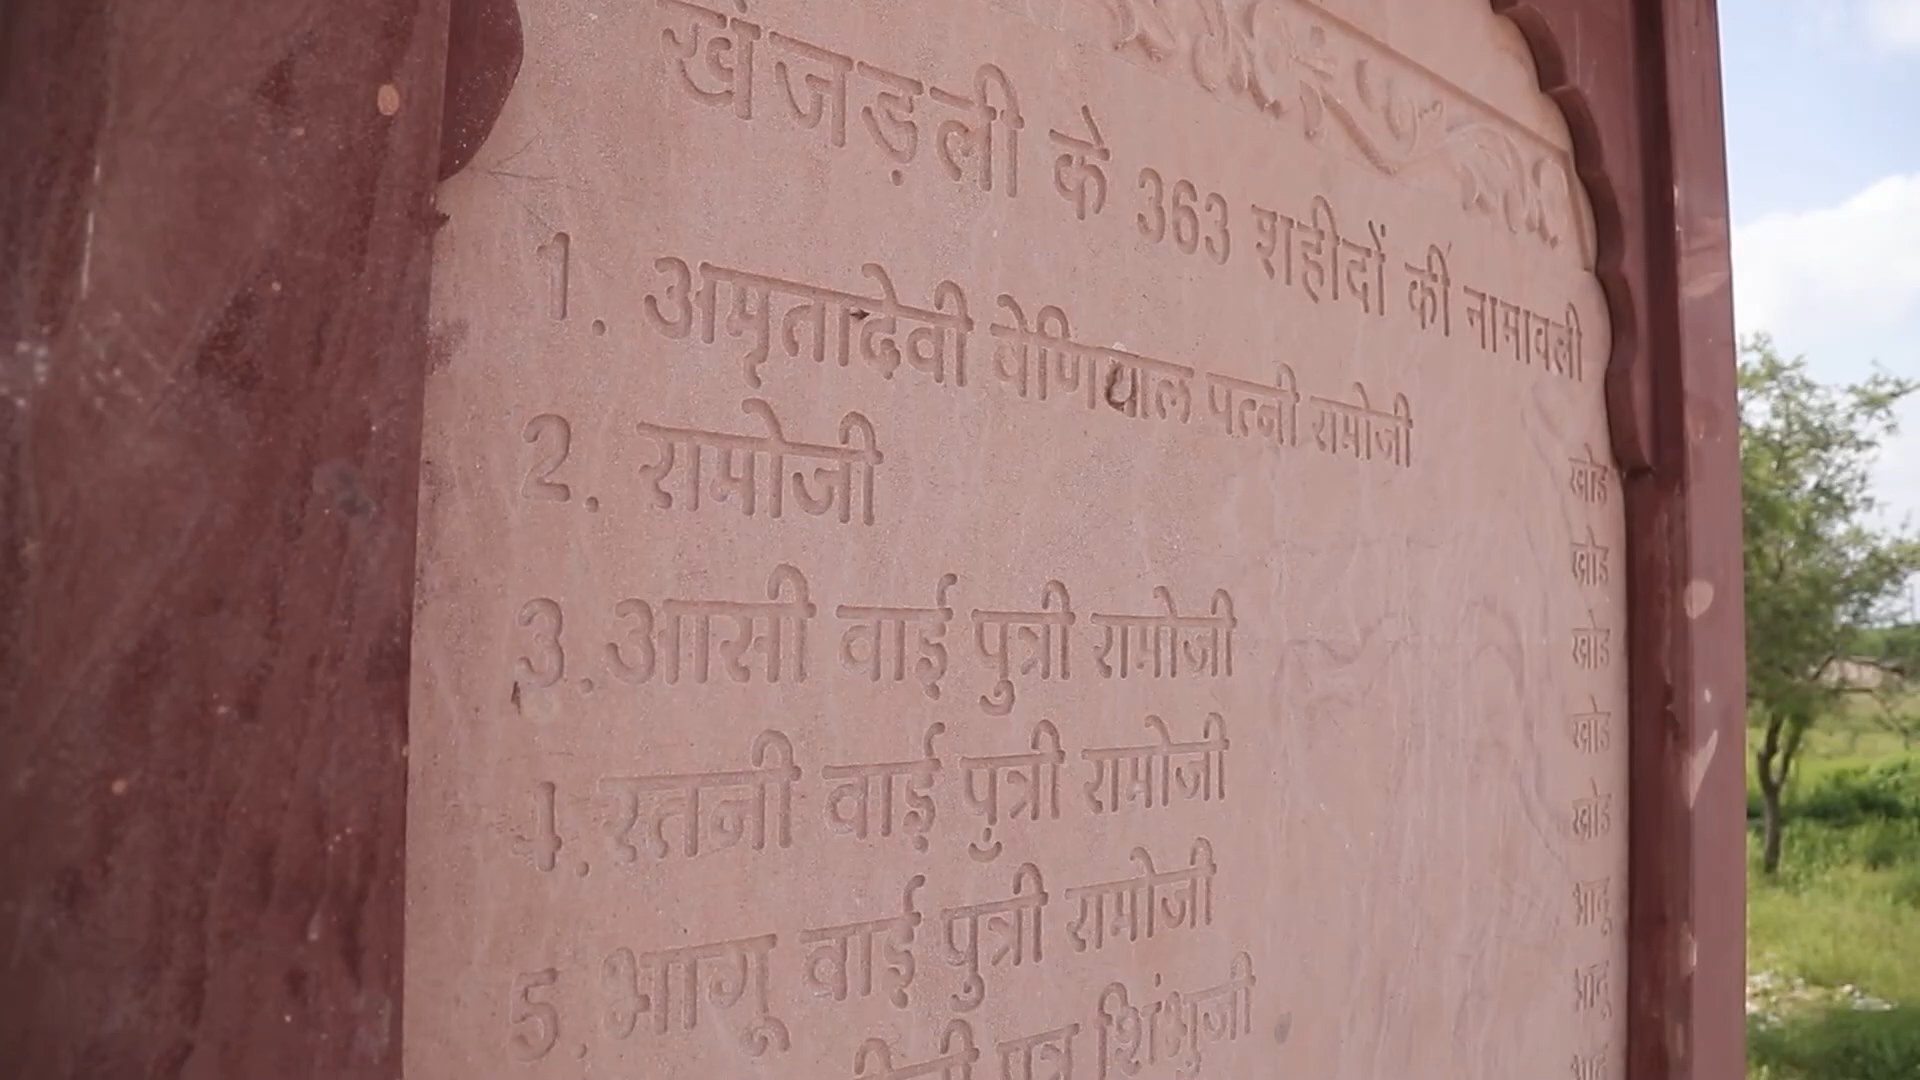 खेजड़ली के 363 शहीदों की नामावली
1. अमृतादेवी बेणियाल पत्नी रामोजी खोड
2. रामोजी खोड
3. आसी वाई पुत्री रामोजी खोड
4. रतनी वाई पुत्री रामोजी खोड
5. भागू वाई पुत्री रामोजी खोड
पुत्र शिंभुजी भादू
भादू